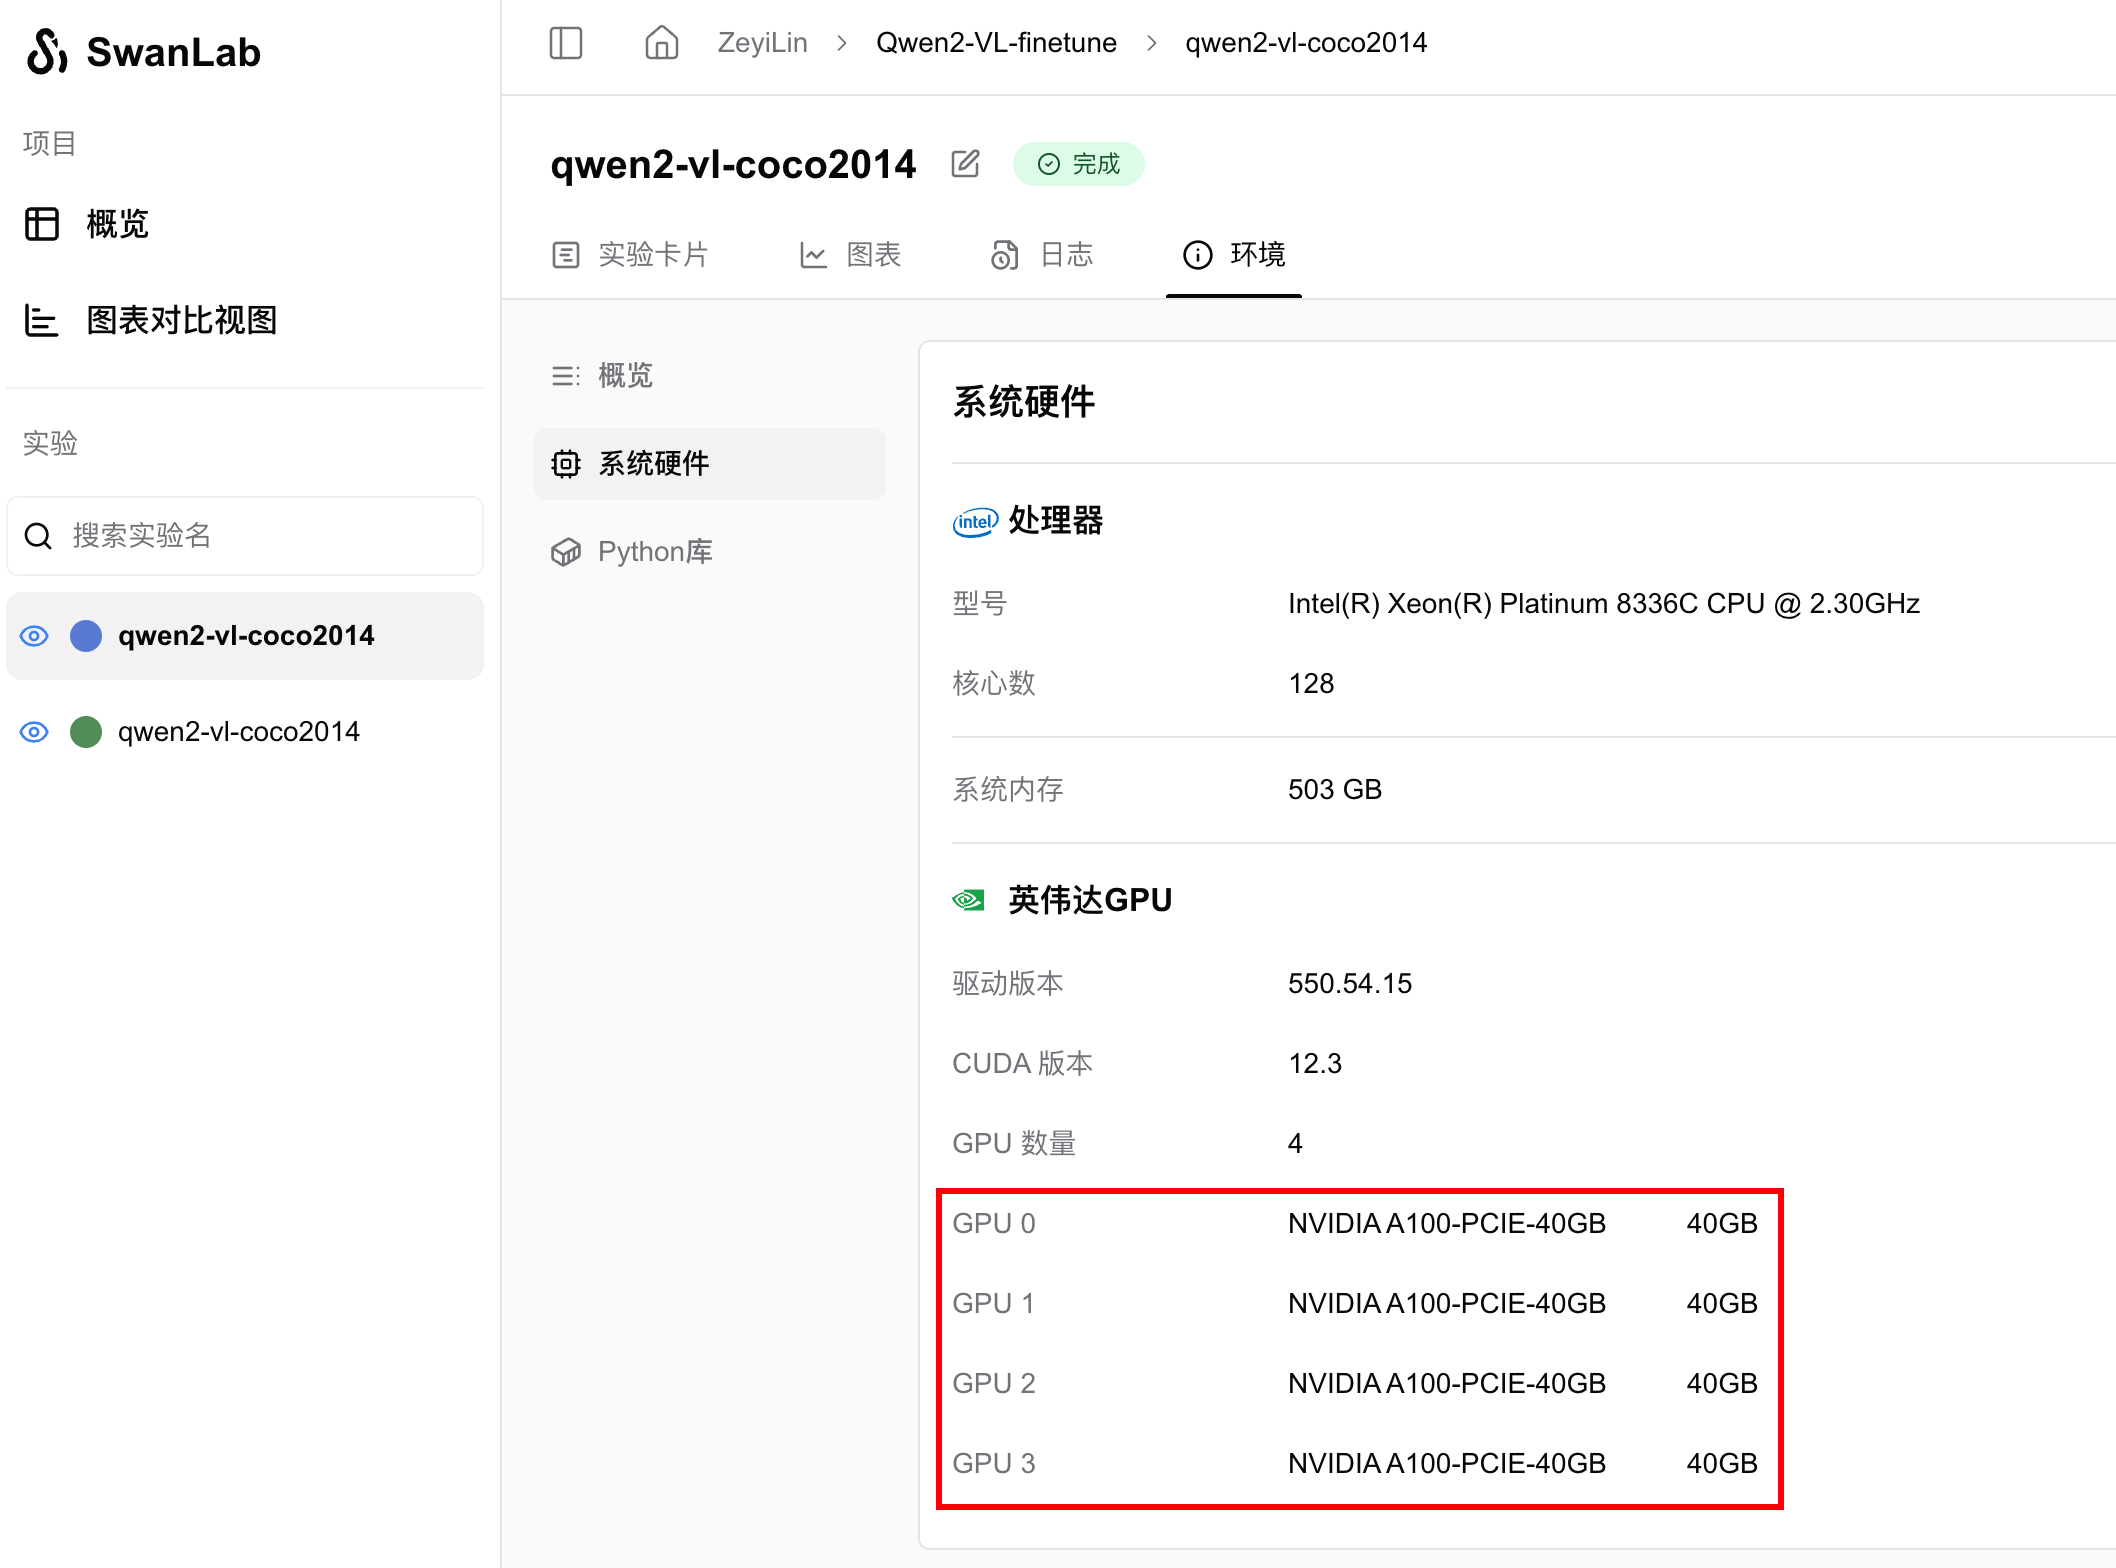 SwanLab
项目
概览
图表对比视图
实验
搜索实验名
qwen2-vl-coco2014
qwen2-vl-coco2014
ZeyiLin > Qwen2-VL-finetune > qwen2-vl-coco2014
qwen2-vl-coco2014 完成
实验卡片 图表 日志 环境
概览
系统硬件
Python库
系统硬件
intel 处理器
型号 Intel(R) Xeon(R) Platinum 8336C CPU @ 2.30GHz
核心数 128
系统内存 503 GB
英伟达GPU
驱动版本 550.54.15
CUDA 版本 12.3
GPU 数量 4
GPU 0 NVIDIA A100-PCIE-40GB 40GB
GPU 1 NVIDIA A100-PCIE-40GB 40GB
GPU 2 NVIDIA A100-PCIE-40GB 40GB
GPU 3 NVIDIA A100-PCIE-40GB 40GB